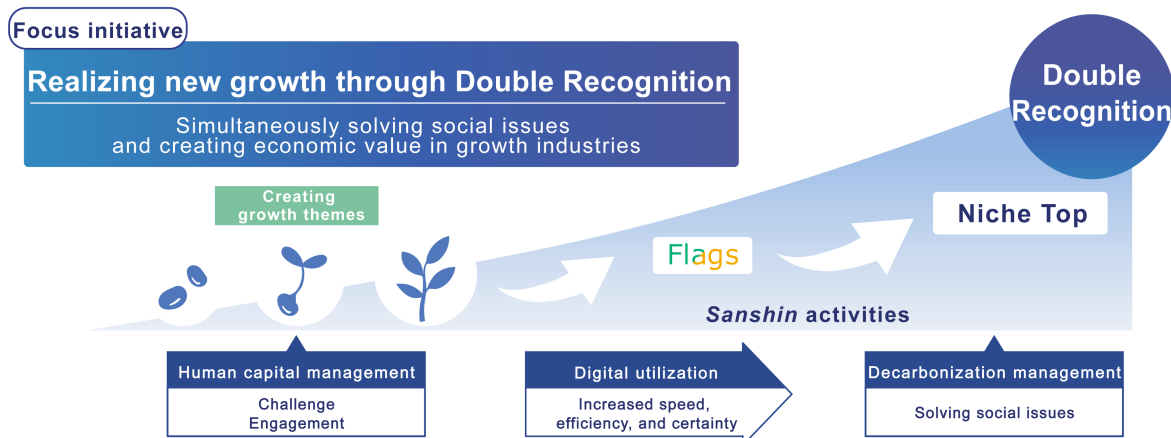 Focus initiative
Realizing new growth through Double Recognition
Simultaneously solving social issues
and creating economic value in growth industries
Double
Recognition
Creating
growth themes
Flags
Niche Top
Sanshin activities
Human capital management
Challenge
Engagement
Digital utilization
Increased speed,
efficiency, and certainty
Decarbonization management
Solving social issues